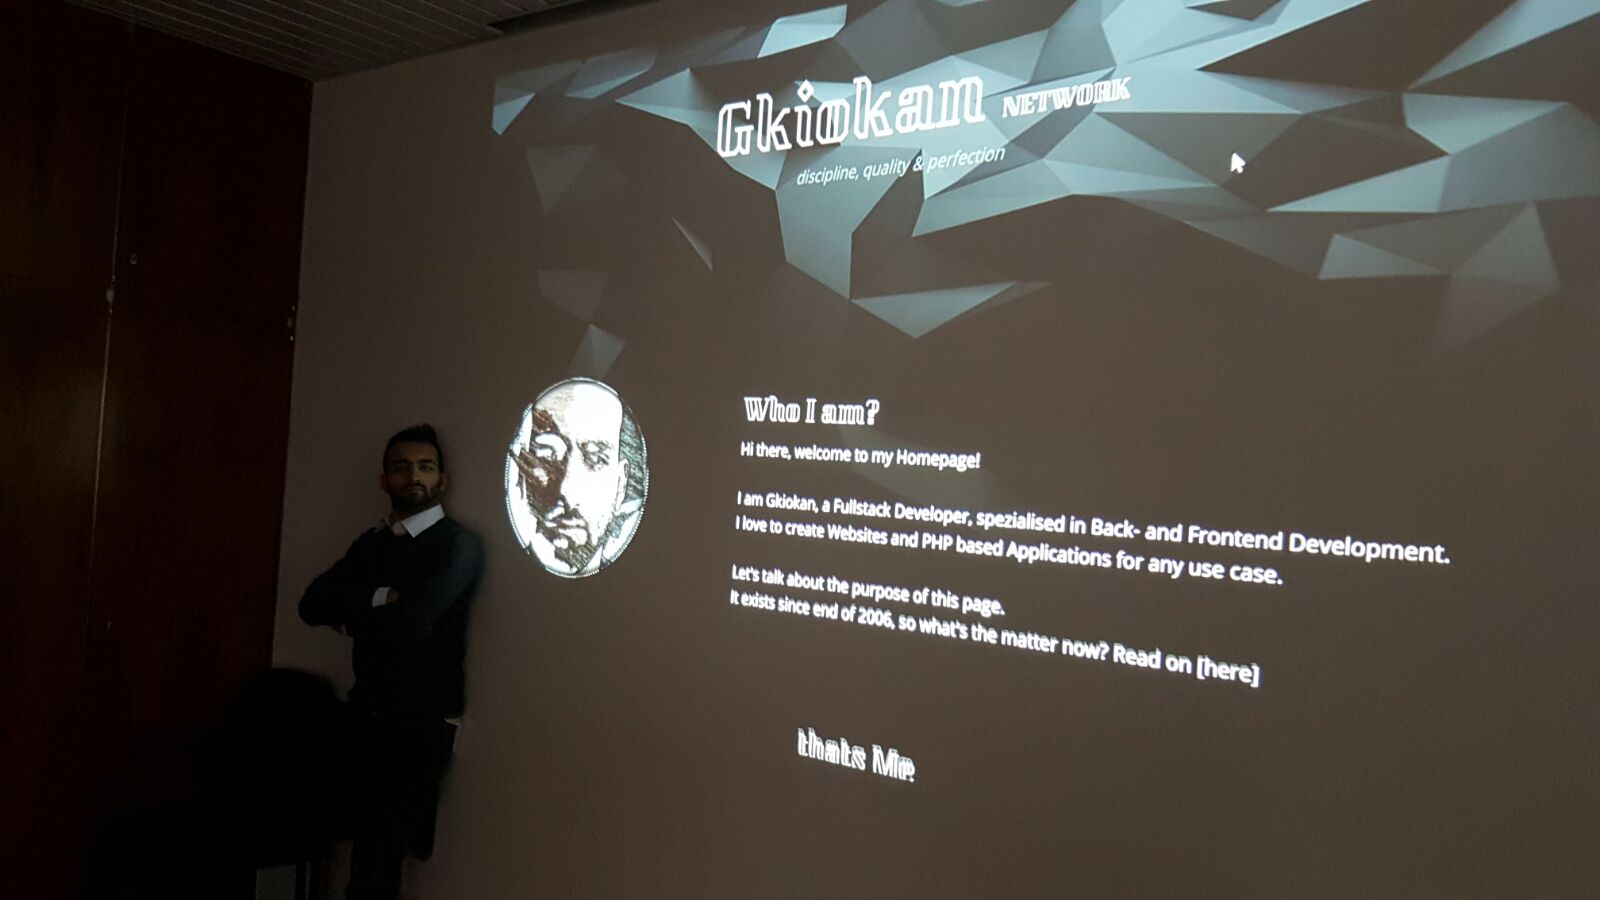 Gkiokan NETWORK
discipline, quality & perfection
Who I am?
Hi there, welcome to my Homepage!
I am Gkiokan, a Fullstack Developer, spezialised in Back- and Frontend Development.
I love to create Websites and PHP based Applications for any use case.
Let's talk about the purpose of this page.
It exists since end of 2006, so what's the matter now? Read on [here]
thats Me